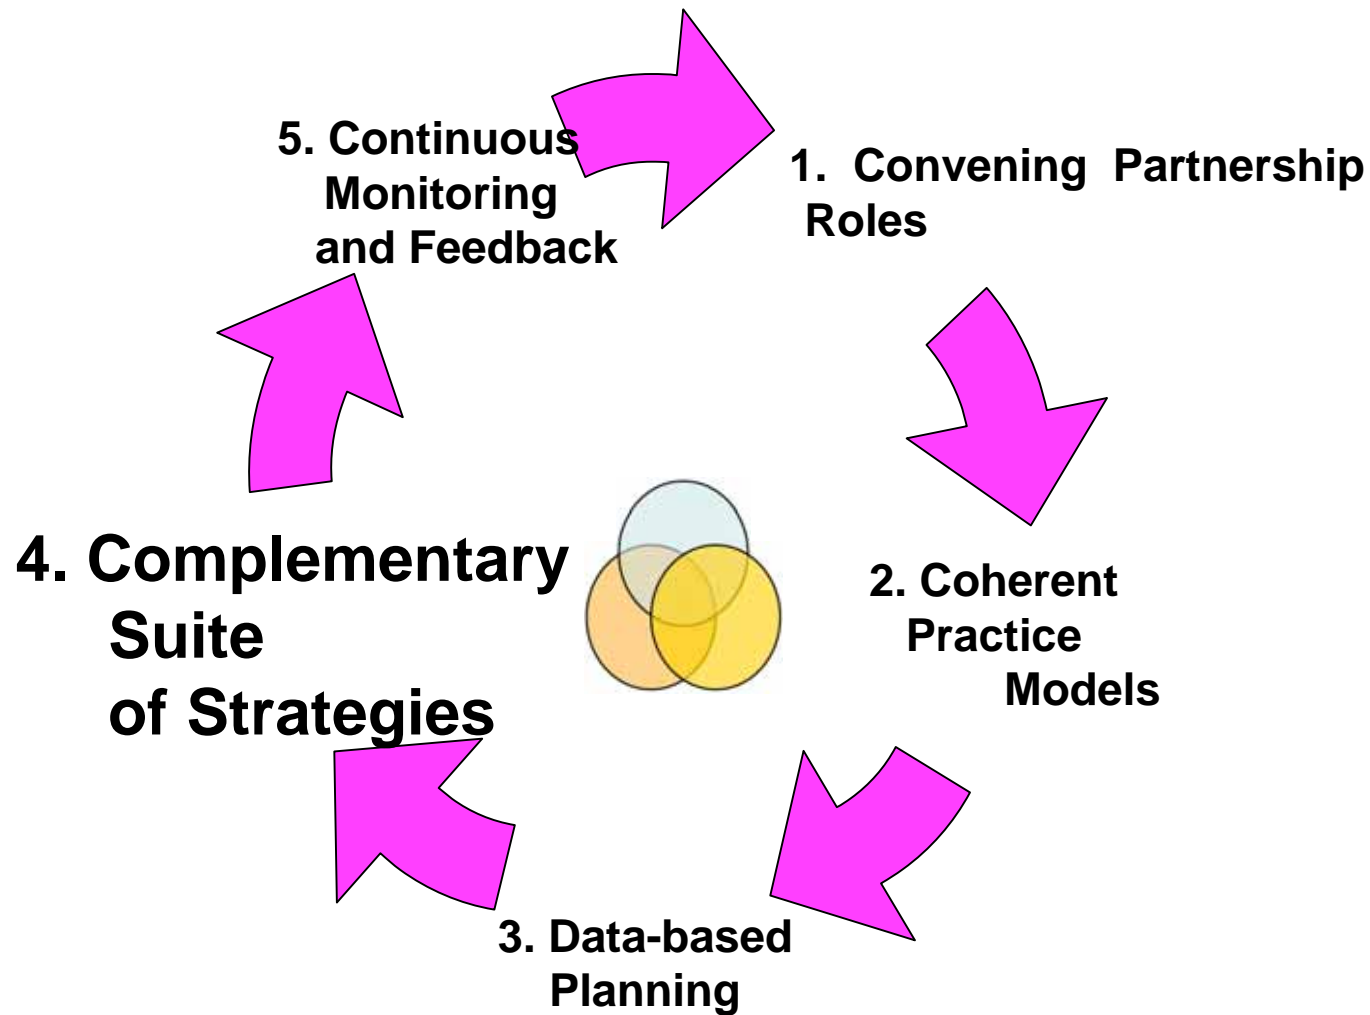 1. Convening Partnership
Roles
2. Coherent
Practice
Models
3. Data-based
Planning
4. Complementary
Suite
of Strategies
5. Continuous
Monitoring
and Feedback